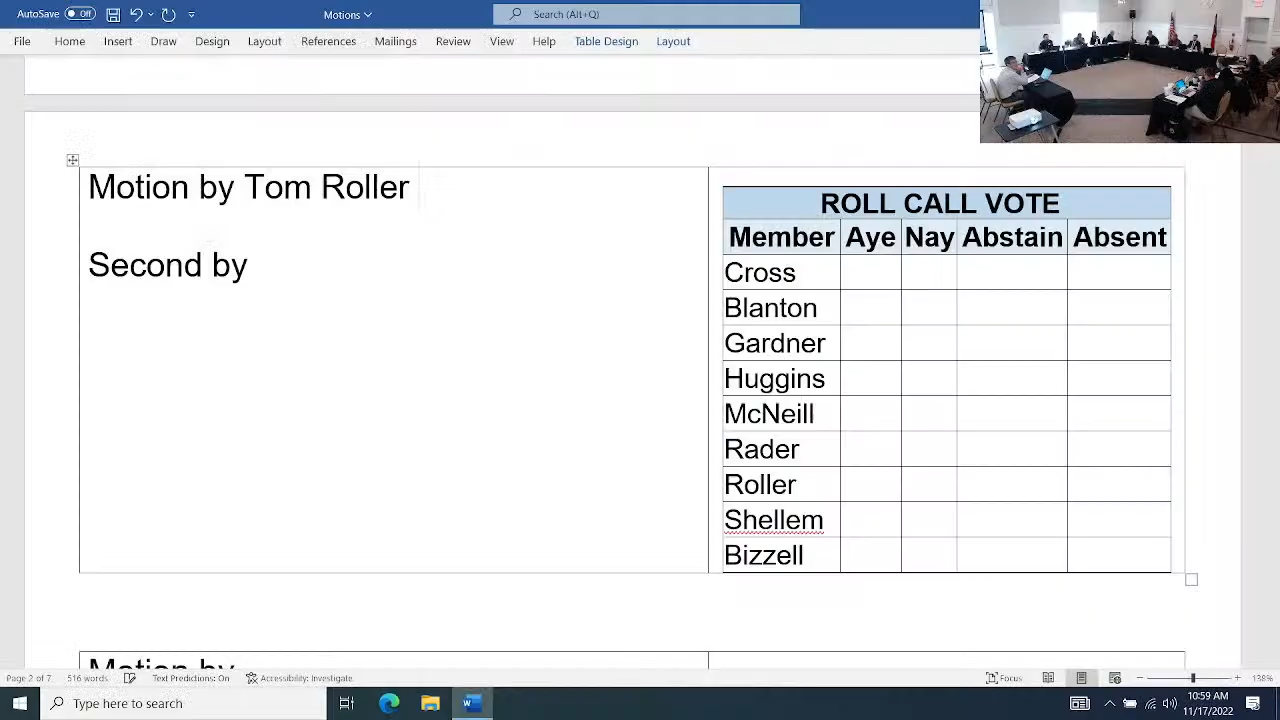 AutoSave Off Motions Search (Alt+Q)
File Home Insert Draw Design Layout References Mailings Review View Help Table Design Layout
Motion by Tom Roller
Second by
ROLL CALL VOTE
Member Aye Nay Abstain Absent
Cross
Blanton
Gardner
Huggins
McNeill
Rader
Roller
Shellem
Bizzell
Motion by
Page 2 of 7 516 words Text Predictions: On Accessibility: Investigate Focus 138%
Type here to search
10:59 AM
11/17/2022